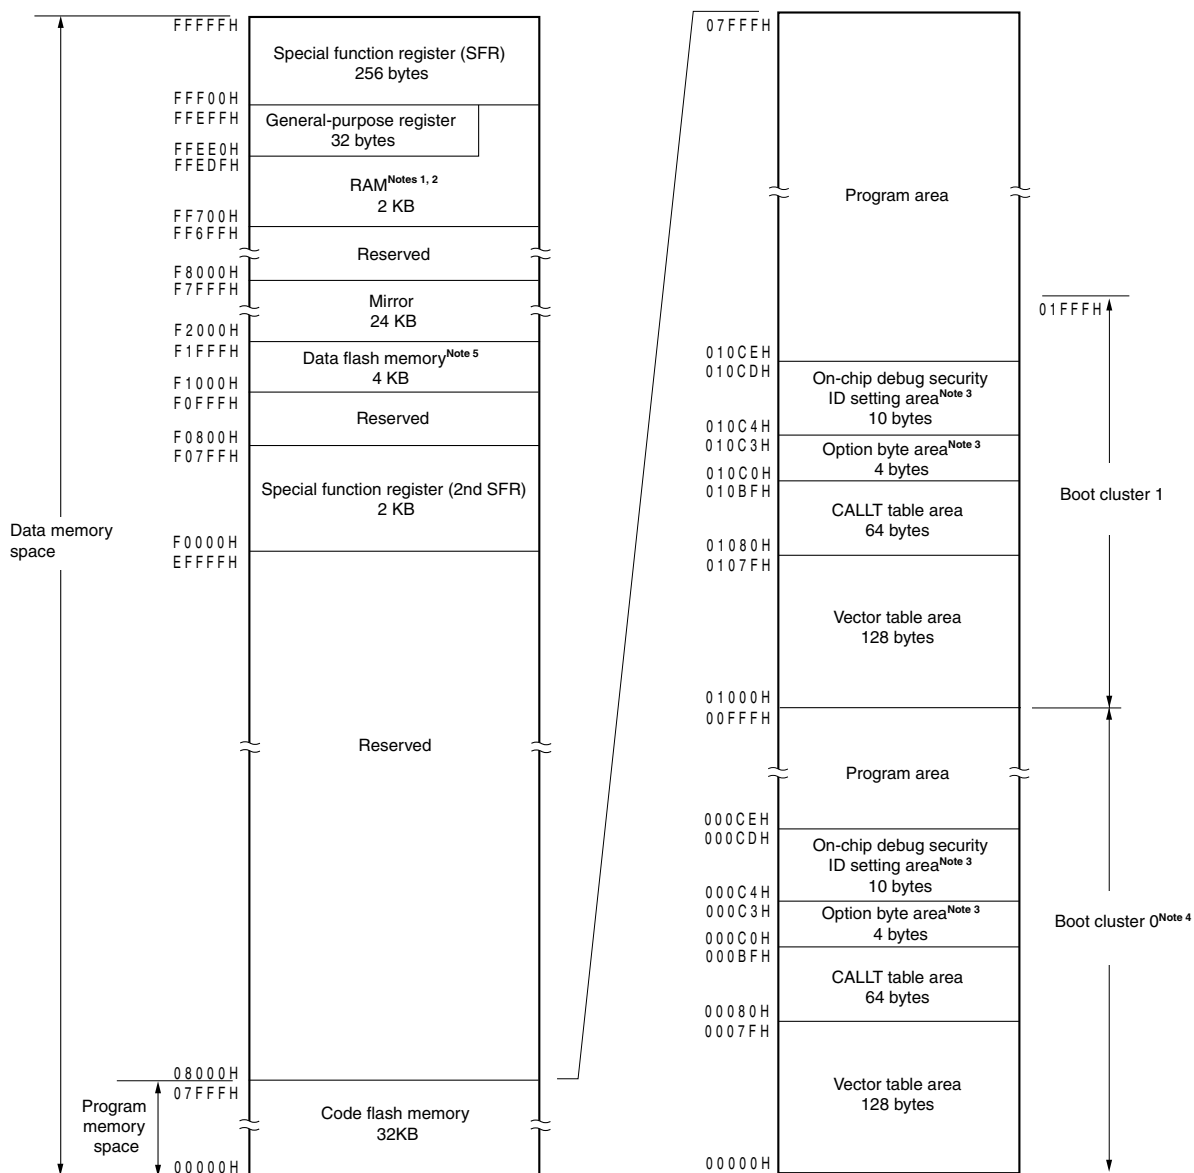 FFFFFH
Special function register (SFR)
256 bytes
FFF00H
FFEFFH
General-purpose register
32 bytes
FFEE0H
FFEDFH
RAMNotes 1, 2
2 KB
FF700H
FF6FFH
Reserved
F8000H
F7FFFH
Mirror
24 KB
F2000H
F1FFFH
Data flash memoryNote 5
4 KB
F1000H
F0FFFH
Reserved
F0800H
F07FFH
Special function register (2nd SFR)
2 KB
Data memory
space
F0000H
EFFFFH
Reserved
08000H
07FFFH
Program
memory
space
Code flash memory
32KB
00000H
07FFFH
Program area
01FFFH
010CEH
010CDH
On-chip debug security
ID setting areaNote 3
10 bytes
010C4H
010C3H
Option byte areaNote 3
4 bytes
010C0H
010BFH
Boot cluster 1
CALLT table area
64 bytes
01080H
0107FH
Vector table area
128 bytes
01000H
00FFFH
Program area
000CEH
000CDH
On-chip debug security
ID setting areaNote 3
10 bytes
000C4H
000C3H
Option byte areaNote 3
4 bytes
Boot cluster 0Note 4
000C0H
000BFH
CALLT table area
64 bytes
00080H
0007FH
Vector table area
128 bytes
00000H